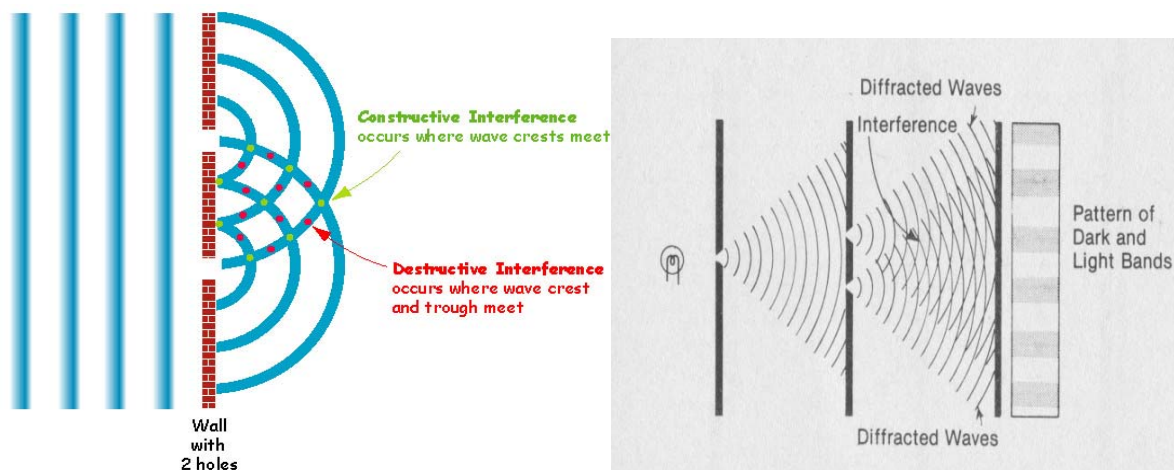 Constructive Interference
occurs where wave crests meet
Destructive Interference
occurs where wave crest
and trough meet
Wall
with
2 holes
Diffracted Waves
Interference
Pattern of
Dark and
Light Bands
Diffracted Waves